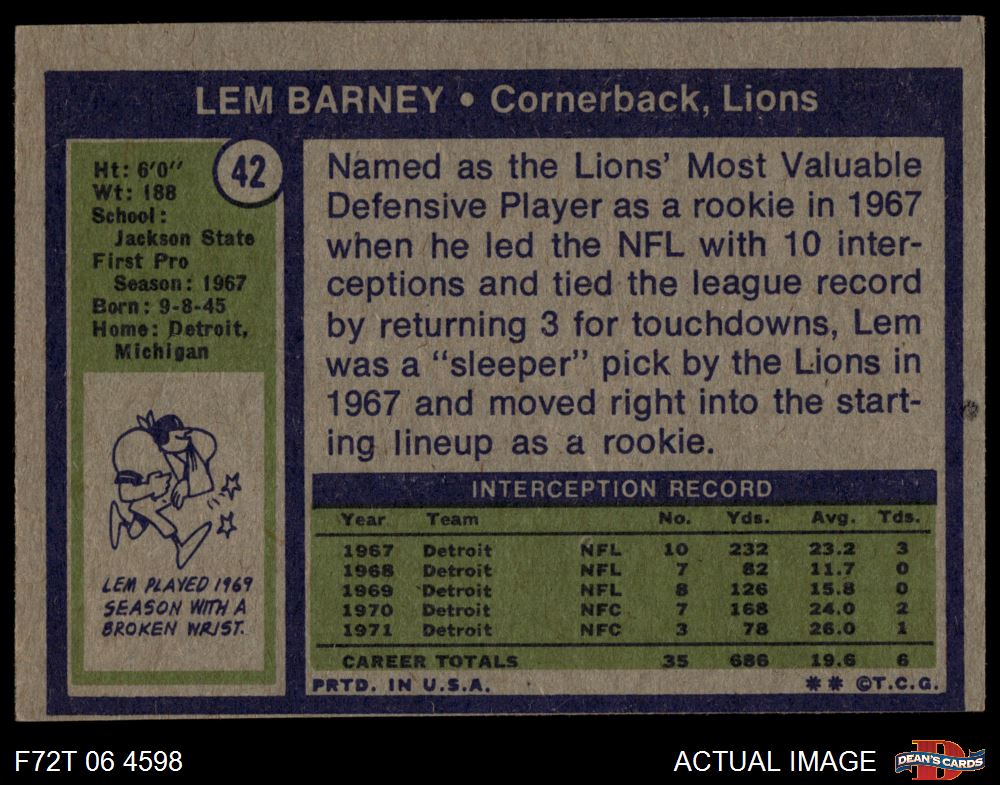 LEM BARNEY • Cornerback, Lions
42
Ht: 6'0''
Wt: 188
School:
Jackson State
First Pro
Season: 1967
Born: 9-8-45
Home: Detroit,
Michigan
LEM PLAYED 1969
SEASON WITH A
BROKEN WRIST.
Named as the Lions' Most Valuable
Defensive Player as a rookie in 1967
when he led the NFL with 10 inter-
ceptions and tied the league record
by returning 3 for touchdowns, Lem
was a "sleeper" pick by the Lions in
1967 and moved right into the start-
ing lineup as a rookie.
INTERCEPTION RECORD
Year Team No. Yds. Avg. Tds.
1967 Detroit NFL 10 232 23.2 3
1968 Detroit NFL 7 82 11.7 0
1969 Detroit NFL 8 126 15.8 0
1970 Detroit NFC 7 168 24.0 2
1971 Detroit NFC 3 78 26.0 1
CAREER TOTALS 35 686 19.6 6
PRTD. IN U.S.A. ** ©T.C.G.
F72T 06 4598 ACTUAL IMAGE
D
DEAN'S CARDS